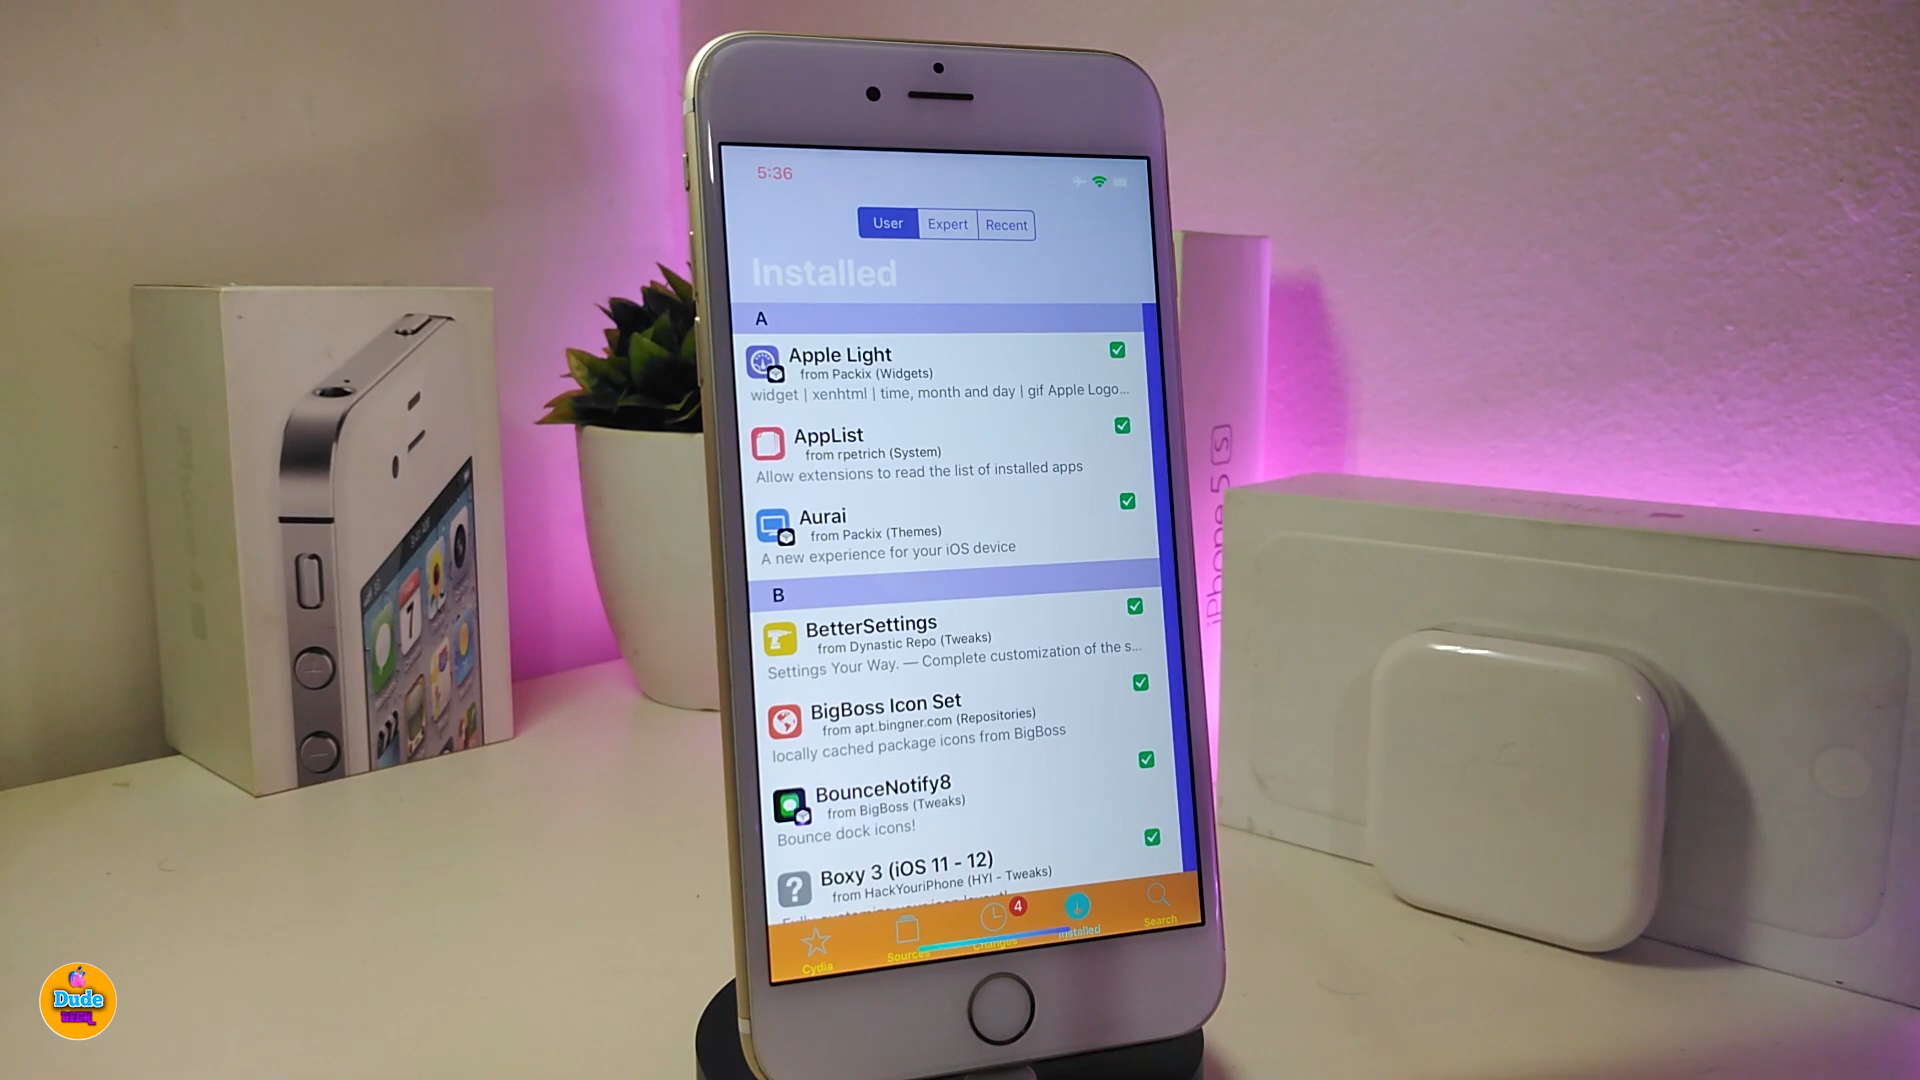 5:36
User
Expert
Recent
Installed
A
Apple Light
from Packix (Widgets)
widget | xenhtml | time, month and day | gif Apple Logo...
AppList
from rpetrich (System)
Allow extensions to read the list of installed apps
Aurai
from Packix (Themes)
A new experience for your iOS device
B
BetterSettings
from Dynastic Repo (Tweaks)
Settings Your Way. — Complete customization of the s...
BigBoss Icon Set
from apt.bingner.com (Repositories)
locally cached package icons from BigBoss
BounceNotify8
from BigBoss (Tweaks)
Bounce dock icons!
Boxy 3 (iOS 11 - 12)
from HackYouriPhone (HYI - Tweaks)
4
Cydia
Sources
Changes
Installed
Search
iPhone 5 S
7
Dude
GEEK